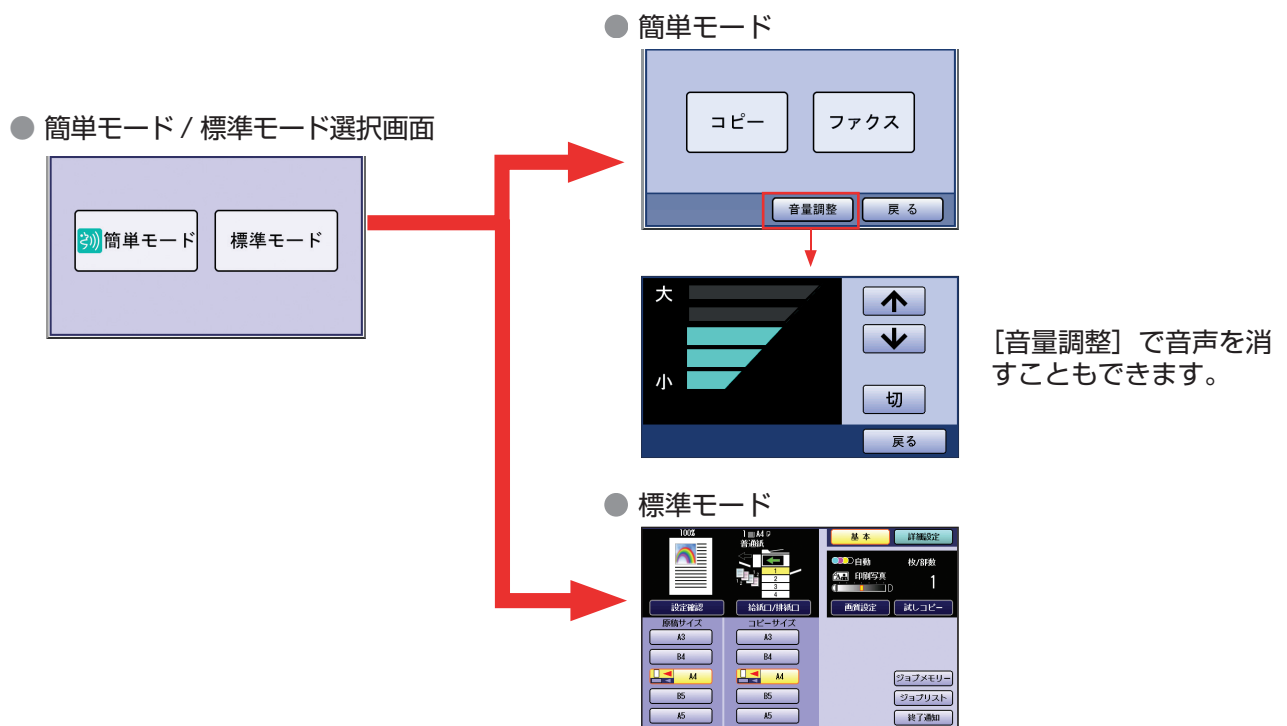 ● 簡単モード / 標準モード選択画面
簡単モード
標準モード
● 簡単モード
コピー
ファクス
音量調整
戻る
大
小
切
戻る
［音量調整］で音声を消
すこともできます。
● 標準モード
100%
1 A4
普通紙
1
2
3
4
設定確認
給紙口/排紙口
基本
詳細設定
自動
枚/部数
印刷写真
1
D
画質設定
試しコピー
原稿サイズ
コピーサイズ
A3
A3
B4
B4
A4
A4
B5
B5
A5
A5
ジョブメモリー
ジョブリスト
終了通知